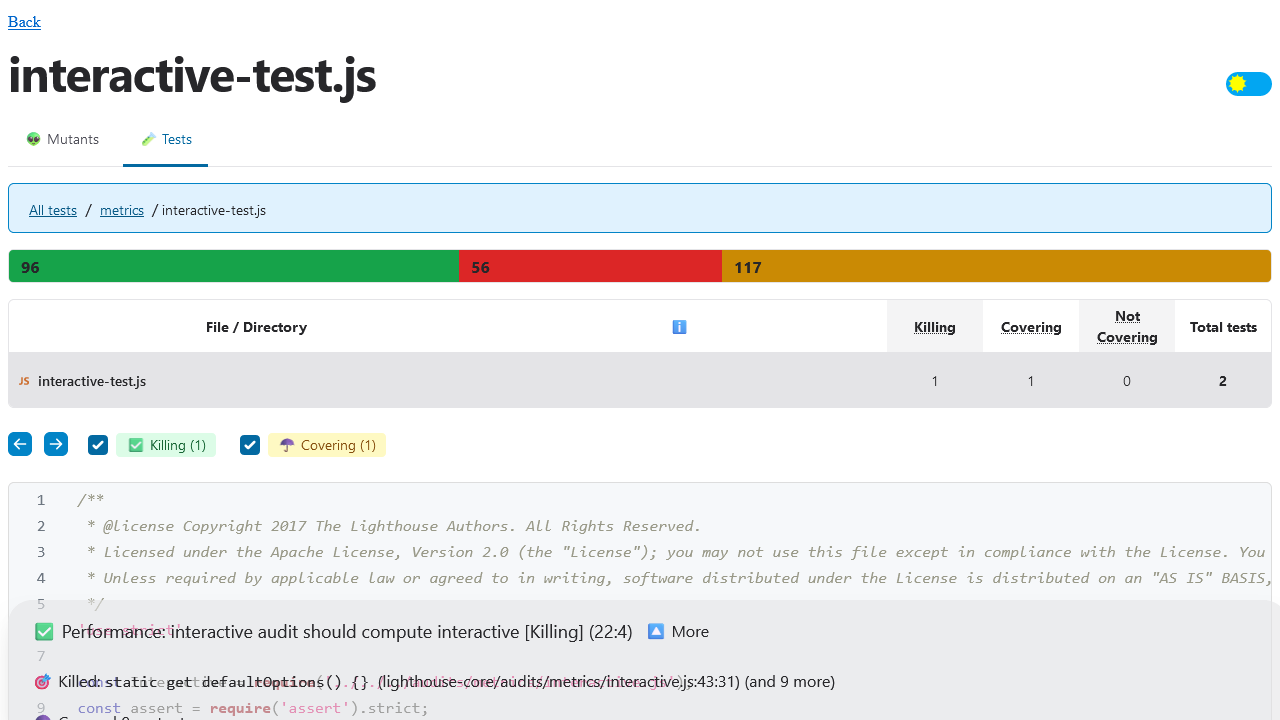 Back
interactive-test.js
Mutants
Tests
All tests / metrics / interactive-test.js
96
56
117
File / Directory
Killing
Covering
Not Covering
Total tests
JS interactive-test.js 1 1 0 2
Killing (1)
Covering (1)
1 /**
2 * @license Copyright 2017 The Lighthouse Authors. All Rights Reserved.
3 * Licensed under the Apache License, Version 2.0 (the "License"); you may not use this file except in compliance with the License. You
4 * Unless required by applicable law or agreed to in writing, software distributed under the License is distributed on an "AS IS" BASIS,
5 */
Performance: interactive audit should compute interactive [Killing] (22:4) More
7
Killed: static get defaultOptions() {} (lighthouse-core/audits/metrics/interactive.js:43:31) (and 9 more)
9 const assert = require('assert').strict;